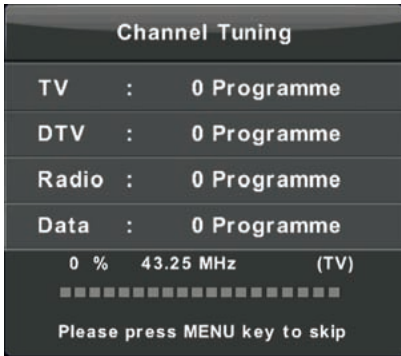 Channel Tuning
TV : 0 Programme
DTV : 0 Programme
Radio : 0 Programme
Data : 0 Programme
0 % 43.25 MHz (TV)
Please press MENU key to skip